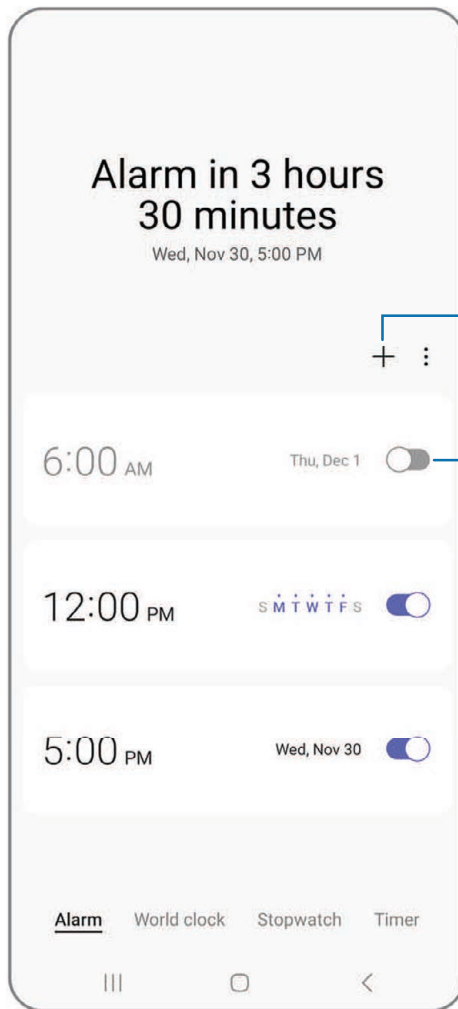 Alarm in 3 hours
30 minutes
Wed, Nov 30, 5:00 PM
6:00 AM Thu, Dec 1
12:00 PM S M T W T F S
5:00 PM Wed, Nov 30
Alarm World clock Stopwatch Timer